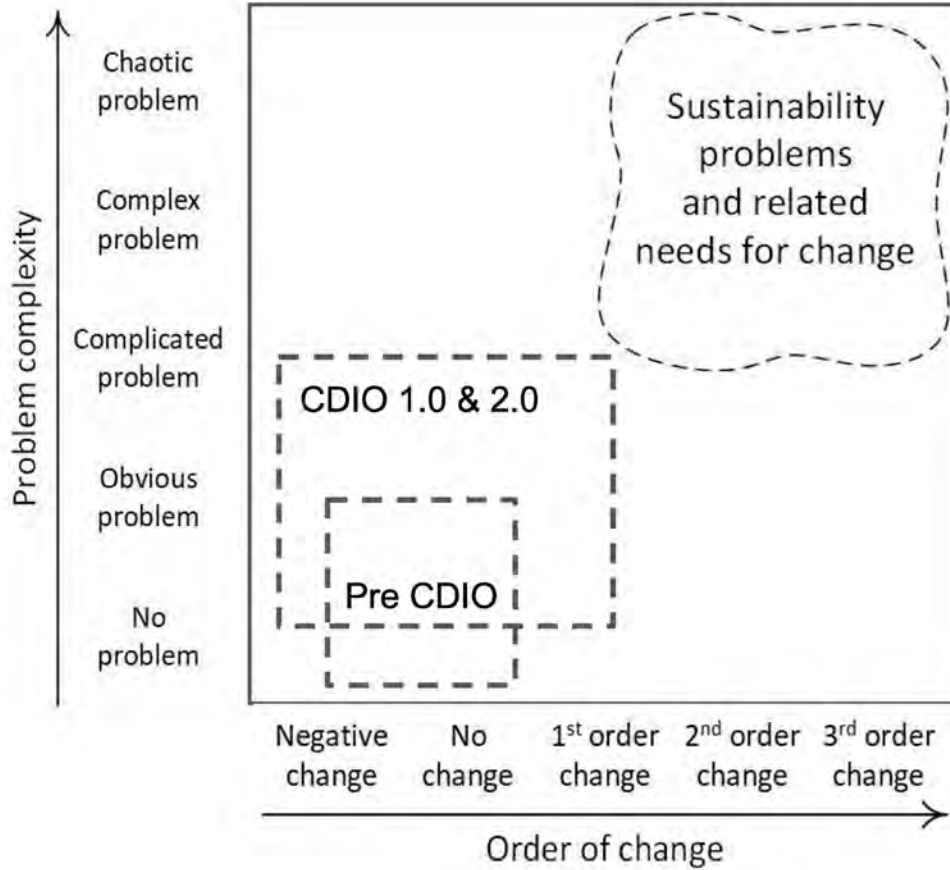 Problem complexity
Chaotic
problem
Complex
problem
Complicated
problem
Obvious
problem
No
problem
Sustainability
problems
and related
needs for change
CDIO 1.0 & 2.0
Pre CDIO
Negative
change
No
change
1st order
change
2nd order
change
3rd order
change
Order of change